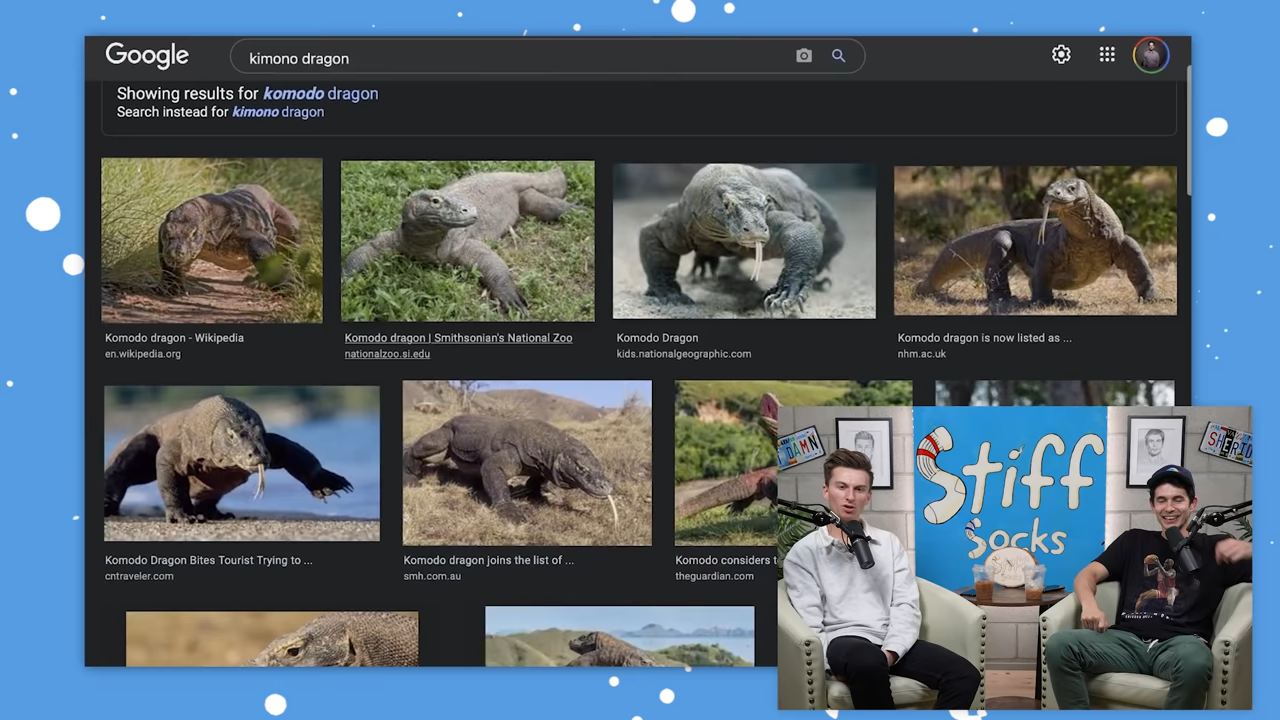 Google
kimono dragon
Showing results for komodo dragon
Search instead for kimono dragon
Komodo dragon - Wikipedia
en.wikipedia.org
Komodo dragon | Smithsonian's National Zoo
nationalzoo.si.edu
Komodo Dragon
kids.nationalgeographic.com
Komodo dragon is now listed as ...
nhm.ac.uk
Komodo Dragon Bites Tourist Trying to ...
cntraveler.com
Komodo dragon joins the list of ...
smh.com.au
Komodo considers
theguardian.com
DAMN
Stiff
Socks